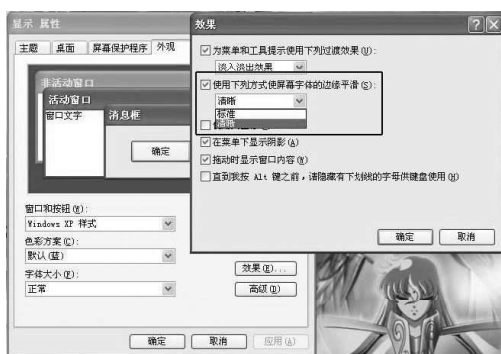 显示 属性
主题 桌面 屏幕保护程序 外观
非活动窗口
活动窗口
窗口文字
消息框
确定
窗口和按钮(W):
Windows XP 样式
色彩方案(C):
默认(蓝)
字体大小(F):
正常
效果(E)...
高级(D)
确定 取消 应用(A)
效果
为菜单和工具提示使用下列过渡效果(U):
淡入淡出效果
使用下列方式使屏幕字体的边缘平滑(S):
清晰
标准
清晰
在菜单下显示阴影(A)
拖动时显示窗口内容(W)
直到我按 Alt 键之前，请隐藏有下划线的字母供键盘使用(H)
确定 取消